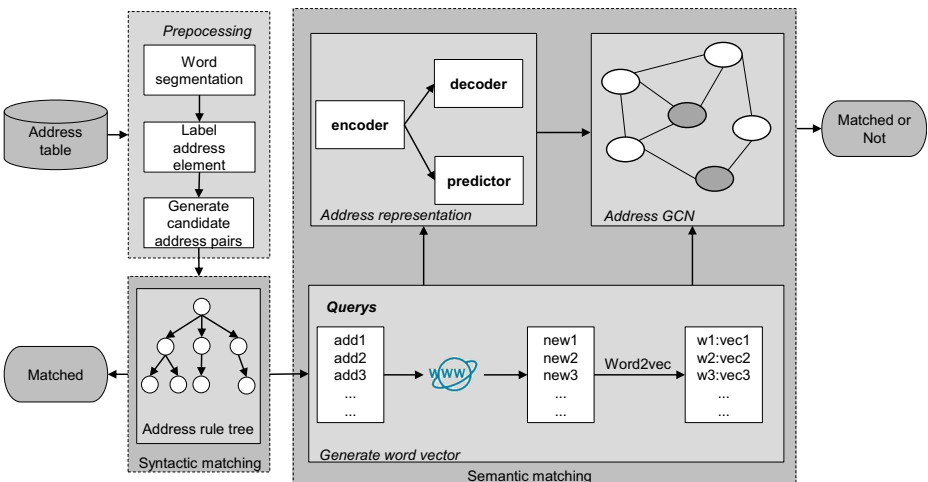 Prepocessing
Word
segmentation
Label
address
element
Generate
candidate
address pairs
Address
table
encoder
decoder
predictor
Address representation
Address GCN
Matched or
Not
Matched
Address rule tree
Syntactic matching
Querys
add1
add2
add3
...
...
www
new1
new2
new3
...
...
Word2vec
w1:vec1
w2:vec2
w3:vec3
...
...
Generate word vector
Semantic matching